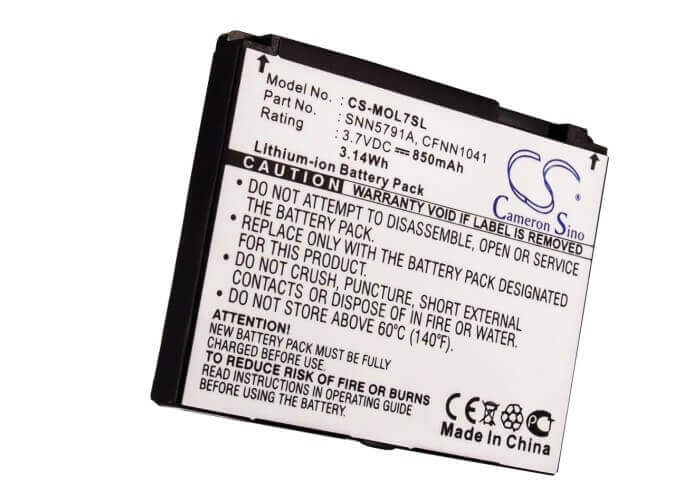 Model No. : CS-MOL7SL
Part No. : SNN5791A, CFNN1041
Rating : 3.7VDC 850mAh
3.14Wh
Lithium-ion Battery Pack
CS
Cameron Sino
CAUTION
WARRANTY VOID IF LABEL IS REMOVED
• DO NOT ATTEMPT TO DISASSEMBLE, OPEN OR SERVICE
THE BATTERY PACK.
• REPLACE ONLY WITH THE BATTERY PACK DESIGNATED
FOR THIS PRODUCT.
• DO NOT CRUSH, PUNCTURE, SHORT EXTERNAL
CONTACTS OR DISPOSE OF IN FIRE OR WATER.
• DO NOT STORE ABOVE 60°C (140°F).
THE BATTERIES MUST BE FULLY
CHARGED BEFORE USE.
TO REDUCE RISK OF FIRE OR BURNS
READ INSTRUCTIONS IN OPERATING GUIDE
BEFORE USING THE BATTERY.
CE
Made In China